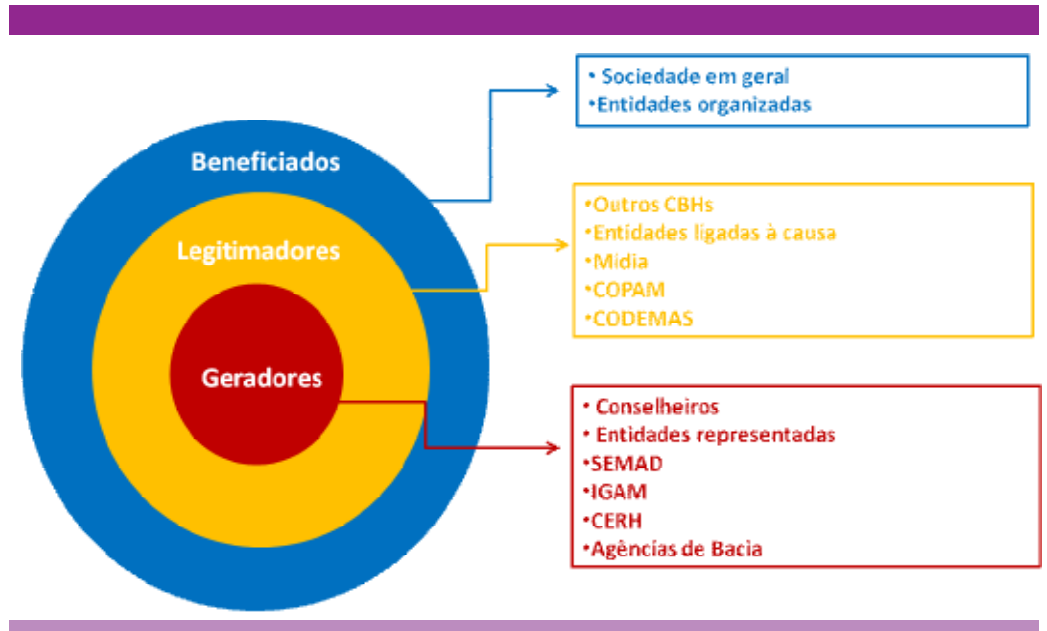 Beneficiados
Legitimadores
Geradores
• Sociedade em geral
•Entidades organizadas
•Outros CBHs
•Entidades ligadas à causa
•Mídia
•COPAM
•CODEMAS
• Conselheiros
• Entidades representadas
•SEMAD
•IGAM
•CERH
•Agências de Bacia